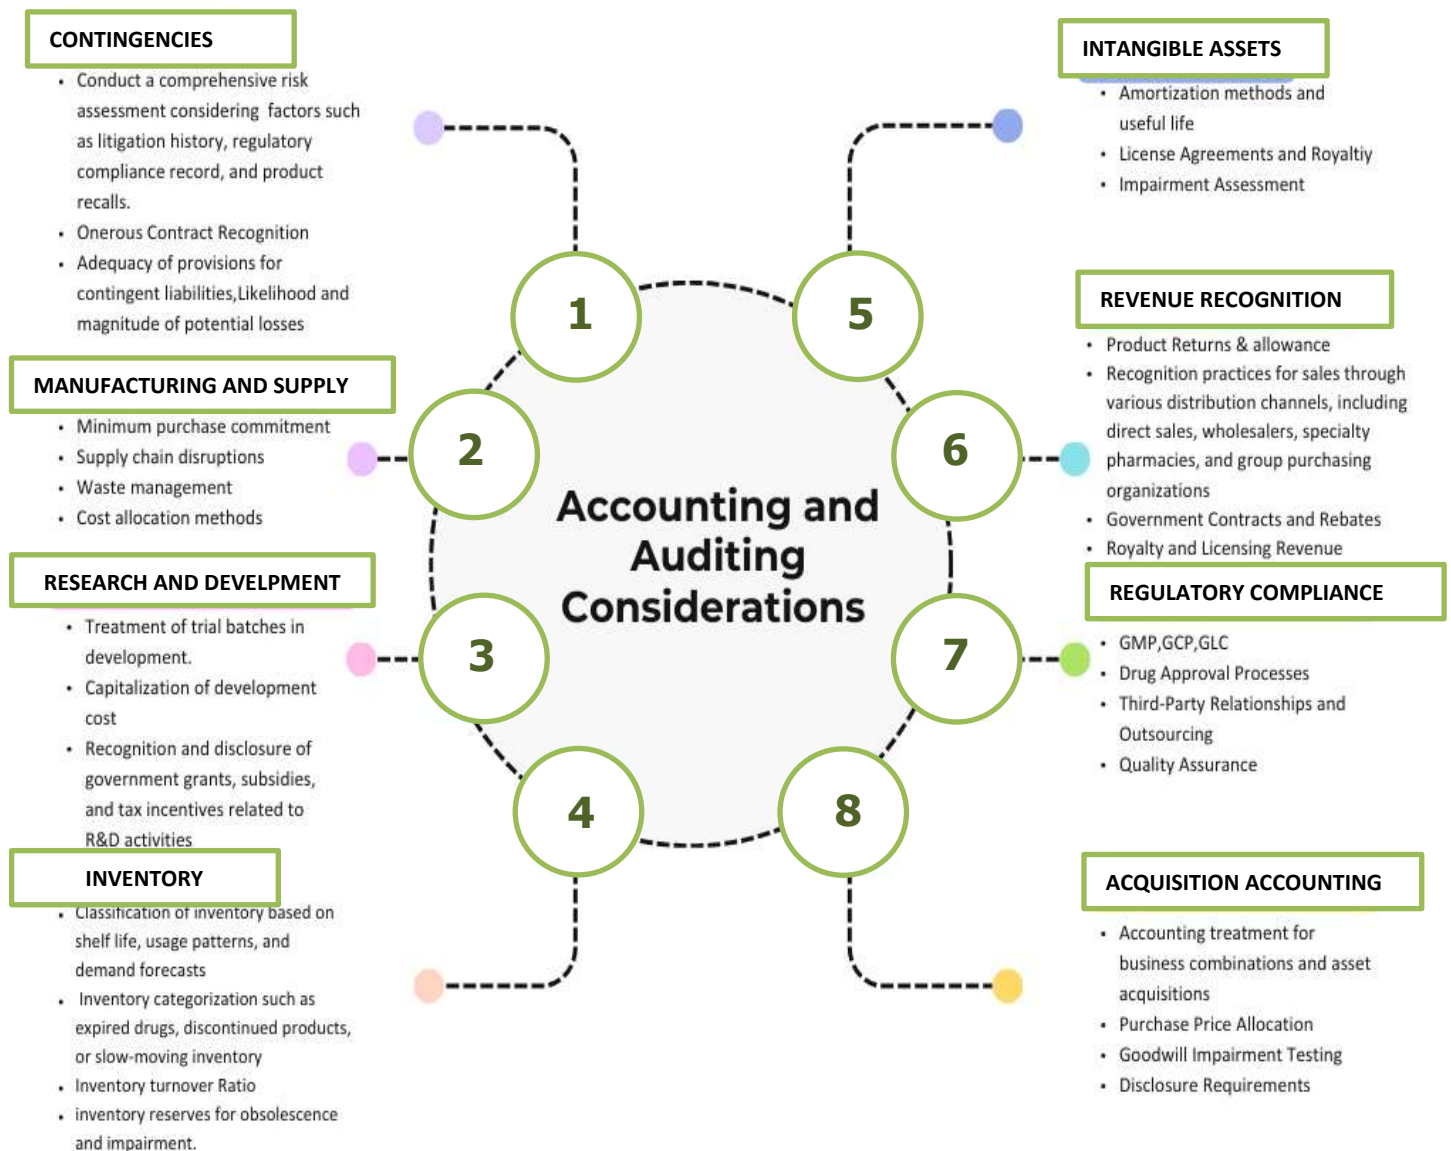 CONTINGENCIES
• Conduct a comprehensive risk
assessment considering factors such
as litigation history, regulatory
compliance record, and product
recalls.
• Onerous Contract Recognition
• Adequacy of provisions for
contingent liabilities,Likelihood and
magnitude of potential losses
MANUFACTURING AND SUPPLY
• Minimum purchase commitment
• Supply chain disruptions
• Waste management
• Cost allocation methods
RESEARCH AND DEVELPMENT
• Treatment of trial batches in
development.
• Capitalization of development
cost
• Recognition and disclosure of
government grants, subsidies,
and tax incentives related to
R&D activities
INVENTORY
• Classification of inventory based on
shelf life, usage patterns, and
demand forecasts
• Inventory categorization such as
expired drugs, discontinued products,
or slow-moving inventory
• Inventory turnover Ratio
• inventory reserves for obsolescence
and impairment.
1
2
3
4
Accounting and
Auditing
Considerations
5
6
7
8
INTANGIBLE ASSETS
• Amortization methods and
useful life
• License Agreements and Royaltiy
• Impairment Assessment
REVENUE RECOGNITION
• Product Returns & allowance
• Recognition practices for sales through
various distribution channels, including
direct sales, wholesalers, specialty
pharmacies, and group purchasing
organizations
• Government Contracts and Rebates
• Royalty and Licensing Revenue
REGULATORY COMPLIANCE
• GMP,GCP,GLC
• Drug Approval Processes
• Third-Party Relationships and
Outsourcing
• Quality Assurance
ACQUISITION ACCOUNTING
• Accounting treatment for
business combinations and asset
acquisitions
• Purchase Price Allocation
• Goodwill Impairment Testing
• Disclosure Requirements